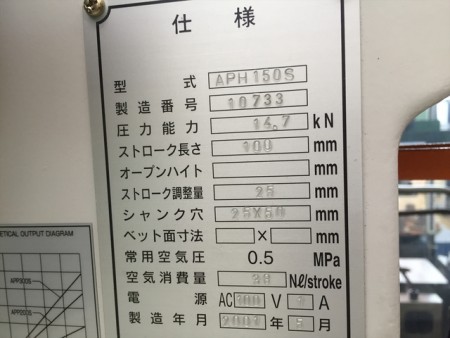 仕様
型式 APH150S
製造番号 10733
圧力能力 14.7 kN
ストローク長さ 100 mm
オープンハイト mm
ストローク調整量 25 mm
シャンク穴 25X50 mm
ベット面寸法 × mm
常用空気圧 0.5 MPa
空気消費量 Nℓ/stroke
電源 AC V A
製造年月 年 月
ETICAL OUTPUT DIAGRAM